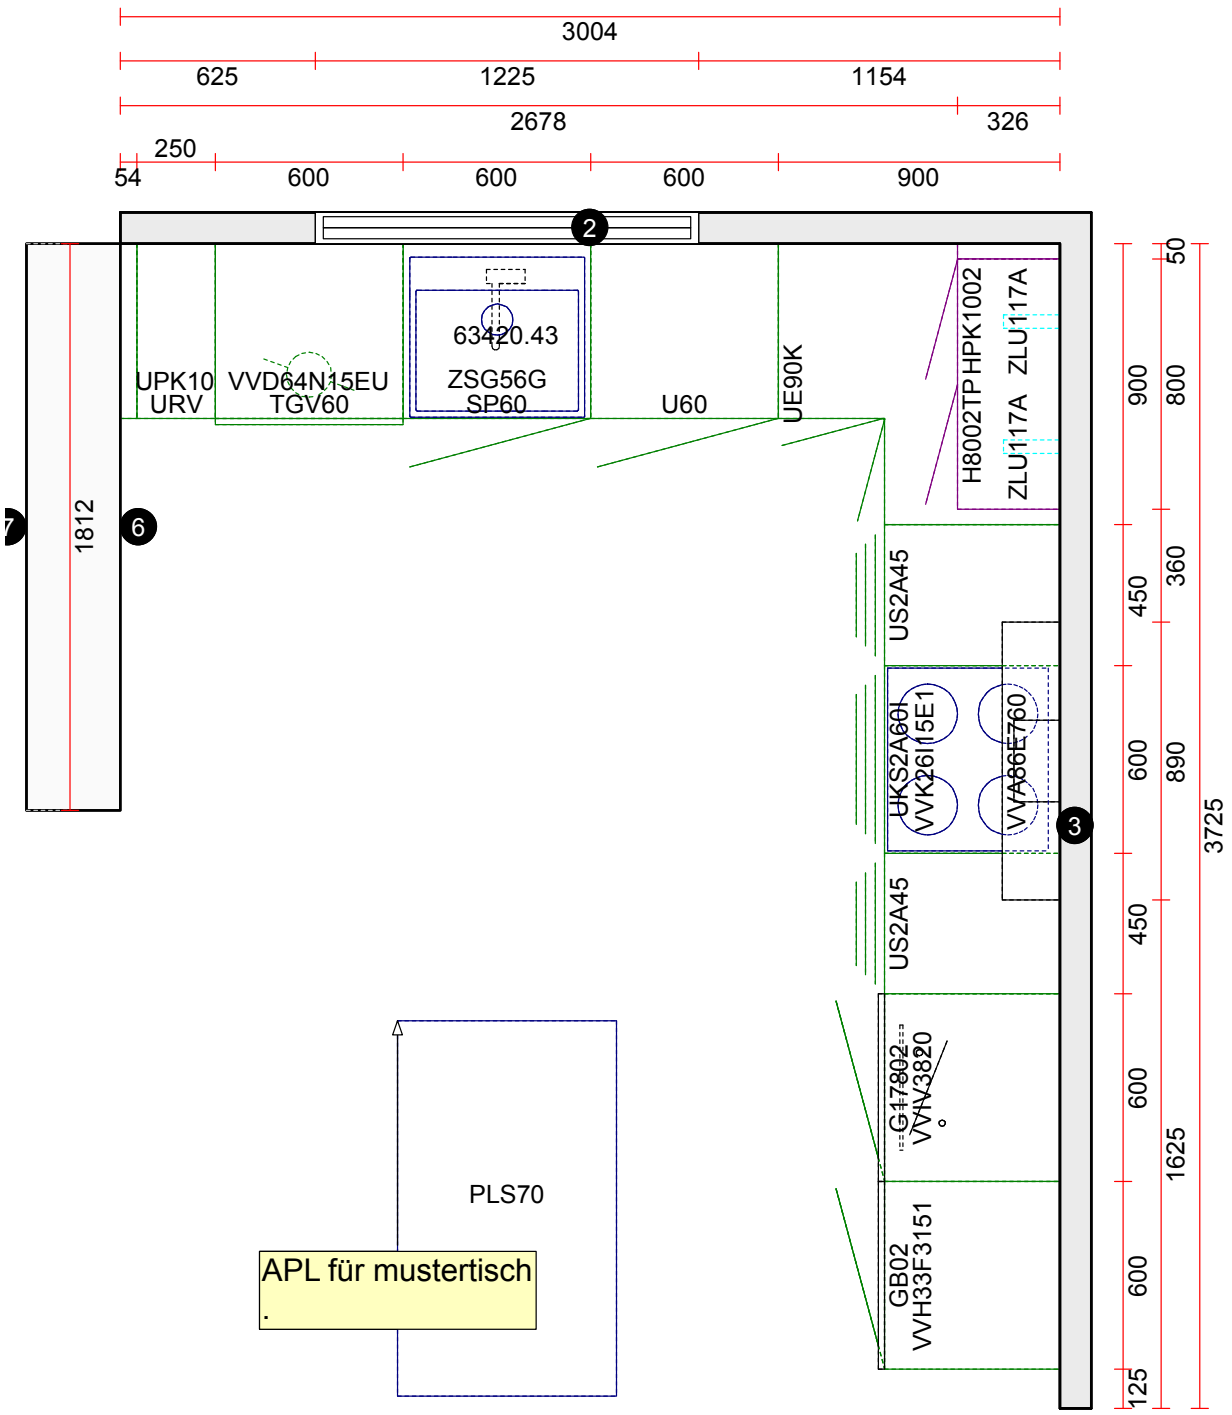 3004
625
1225
1154
2678
326
250
54
600
600
600
900
2
7
6
3
1812
63420.43
UPK10
URV
VVD64N15EU
TGV60
ZSG56G
SP60
U60
UE90K
H8002TP HPK1002
ZLU117A
ZLU117A
US2A45
UKS2A60I
VVK26I15E1
VVA86E760
US2A45
G17802
VVIV3820
GB02
VVH33F3151
PLS70
APL für mustertisch
.
900
450
600
450
600
600
125
50
800
360
890
1625
3725